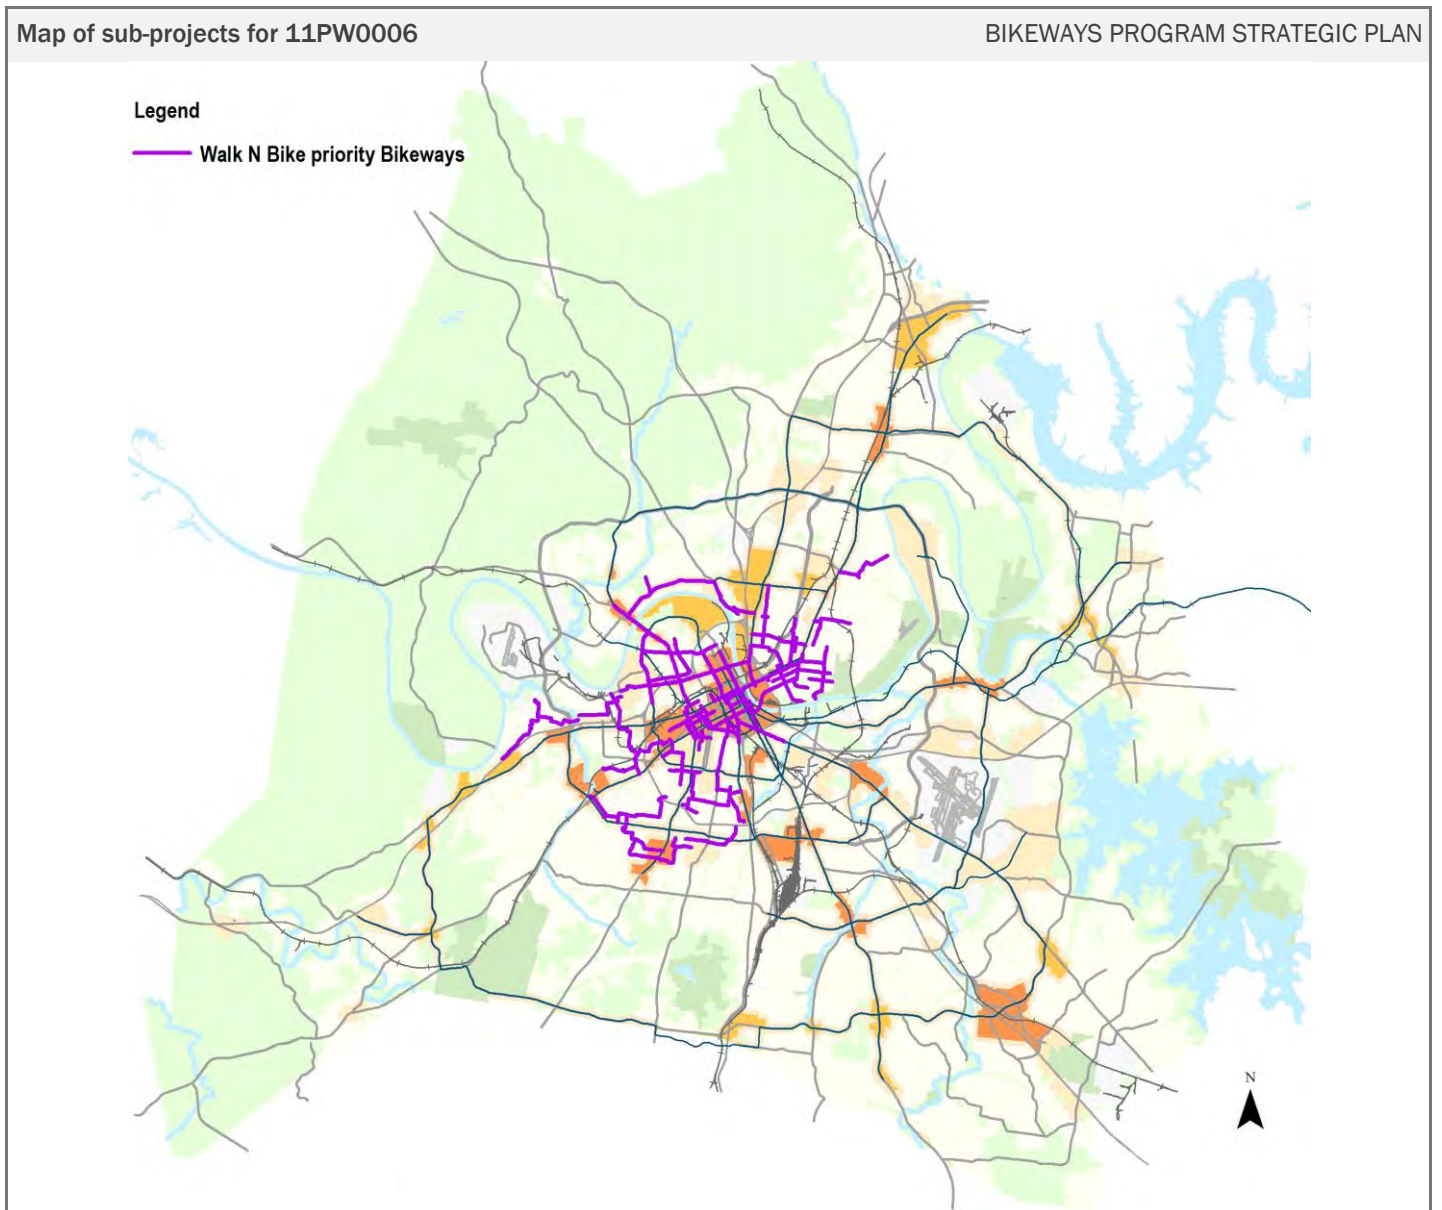 Map of sub-projects for 11PW0006
BIKEWAYS PROGRAM STRATEGIC PLAN
Legend
Walk N Bike priority Bikeways
N